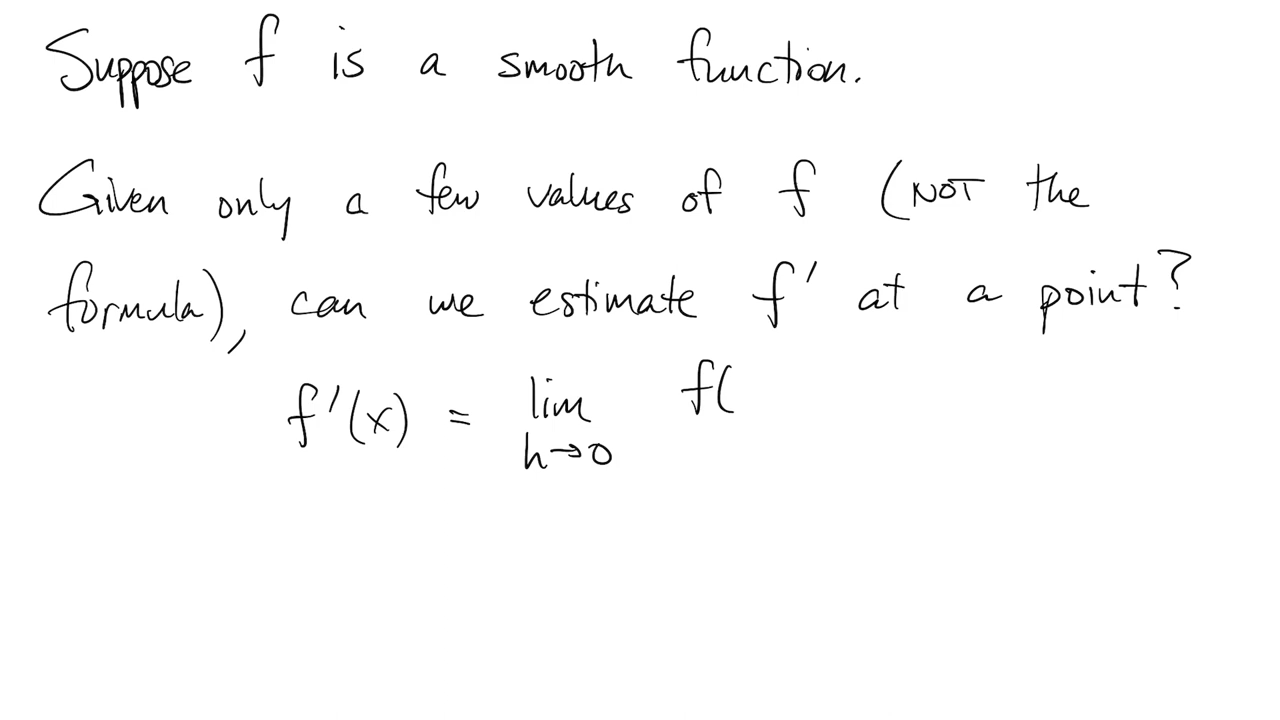 Suppose f is a smooth function.
Given only a few values of f (NOT the
formula), can we estimate f' at a point?
f'(x) = lim f(
h→0